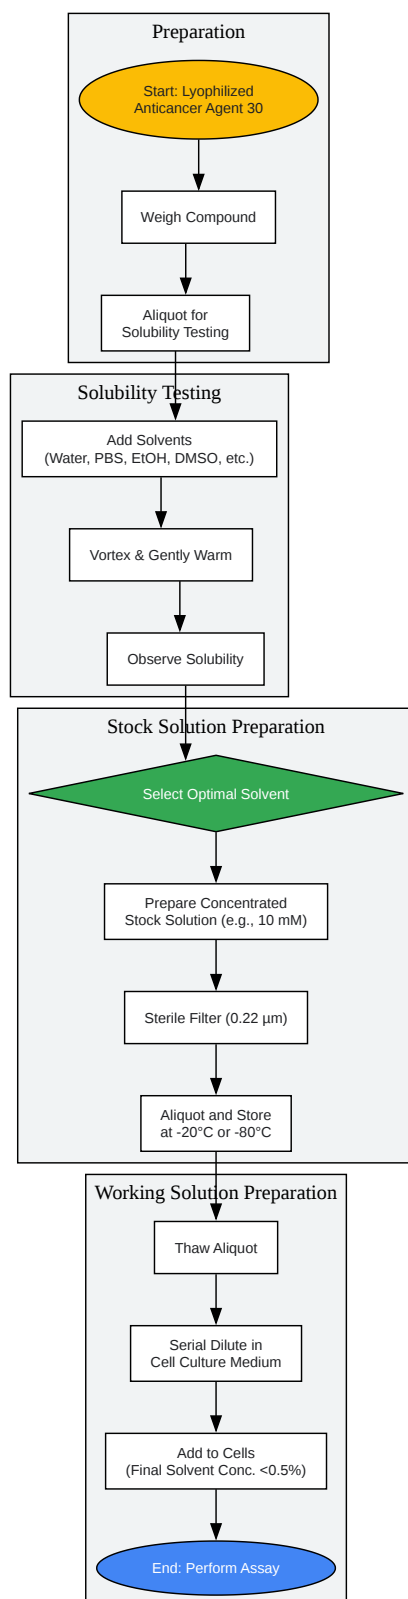 Preparation
Start: Lyophilized
Anticancer Agent 30
Weigh Compound
Aliquot for
Solubility Testing
Solubility Testing
Add Solvents
(Water, PBS, EtOH, DMSO, etc.)
Vortex & Gently Warm
Observe Solubility
Stock Solution Preparation
Select Optimal Solvent
Prepare Concentrated
Stock Solution (e.g., 10 mM)
Sterile Filter (0.22 µm)
Aliquot and Store
at -20°C or -80°C
Working Solution Preparation
Thaw Aliquot
Serial Dilute in
Cell Culture Medium
Add to Cells
(Final Solvent Conc. <0.5%)
End: Perform Assay